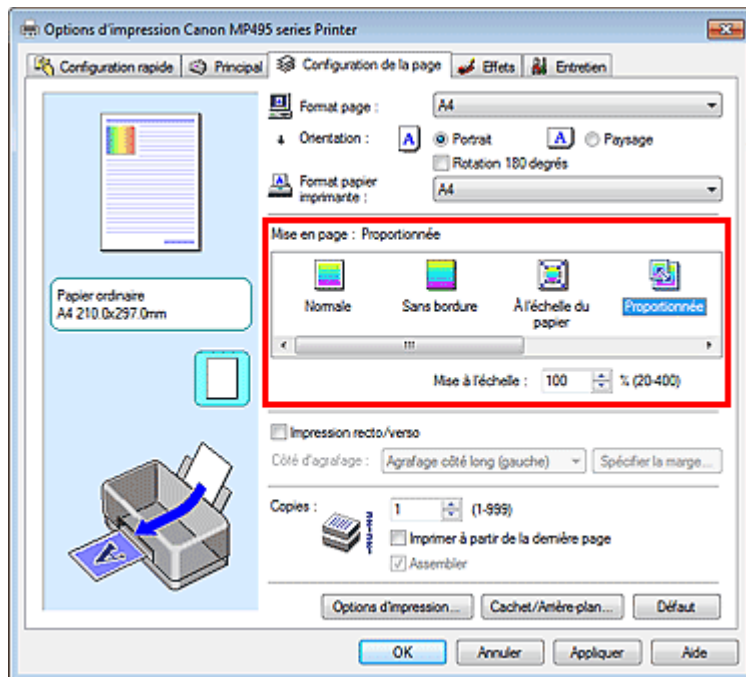 Options d'impression Canon MP495 series Printer
Configuration rapide Principal Configuration de la page Effets Entretien
Format page : A4
Orientation : A Portrait A Paysage
Rotation 180 degrés
Format papier
imprimante : A4
Mise en page : Proportionnée
Normale Sans bordure À l'échelle du
papier Proportionnée
Papier ordinaire
A4 210.0x297.0mm
Mise à l'échelle : 100 % (20-400)
Impression recto/verso
Côté d'agrafage : Agrafage côté long (gauche) Spécifier la marge...
Copies : 1 (1-999)
Imprimer à partir de la dernière page
Assembler
Options d'impression... Cachet/Arrière-plan... Défaut
OK Annuler Appliquer Aide